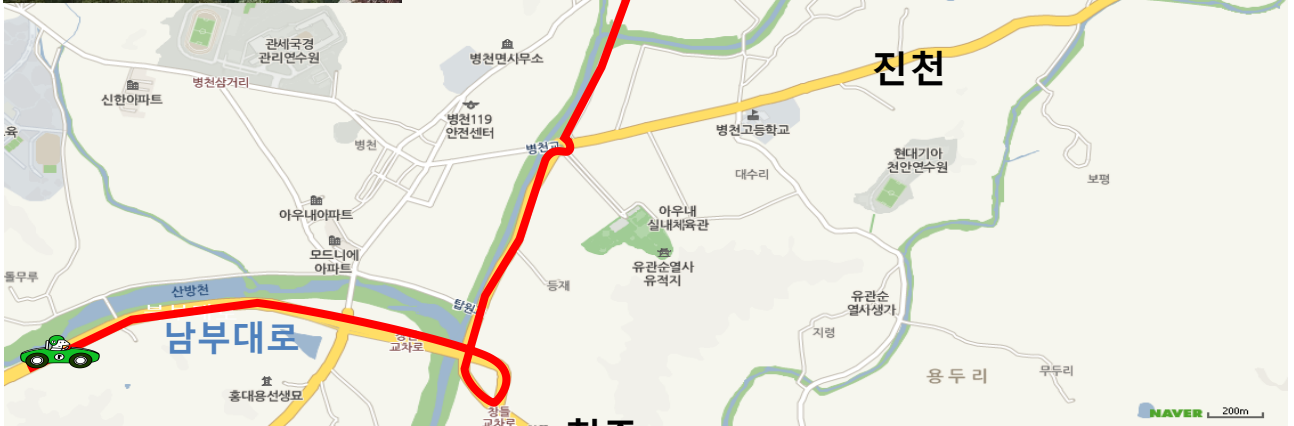 관세국경
관리연수원
병천면사무소
진천
병천삼거리
신한아파트
병천119
안전센터
병천고등학교
육
병천
병천교
현대기아
천안연수원
대수리
보평
아우내아파트
아우내
실내체육관
모드니에
아파트
유관순열사
유적지
돌무루
산방천
등재
탑원
유관순
열사생가
남부대로
지령
교차로
용두리
무두리
홍대용선생묘
창들
교차로
NAVER 200m